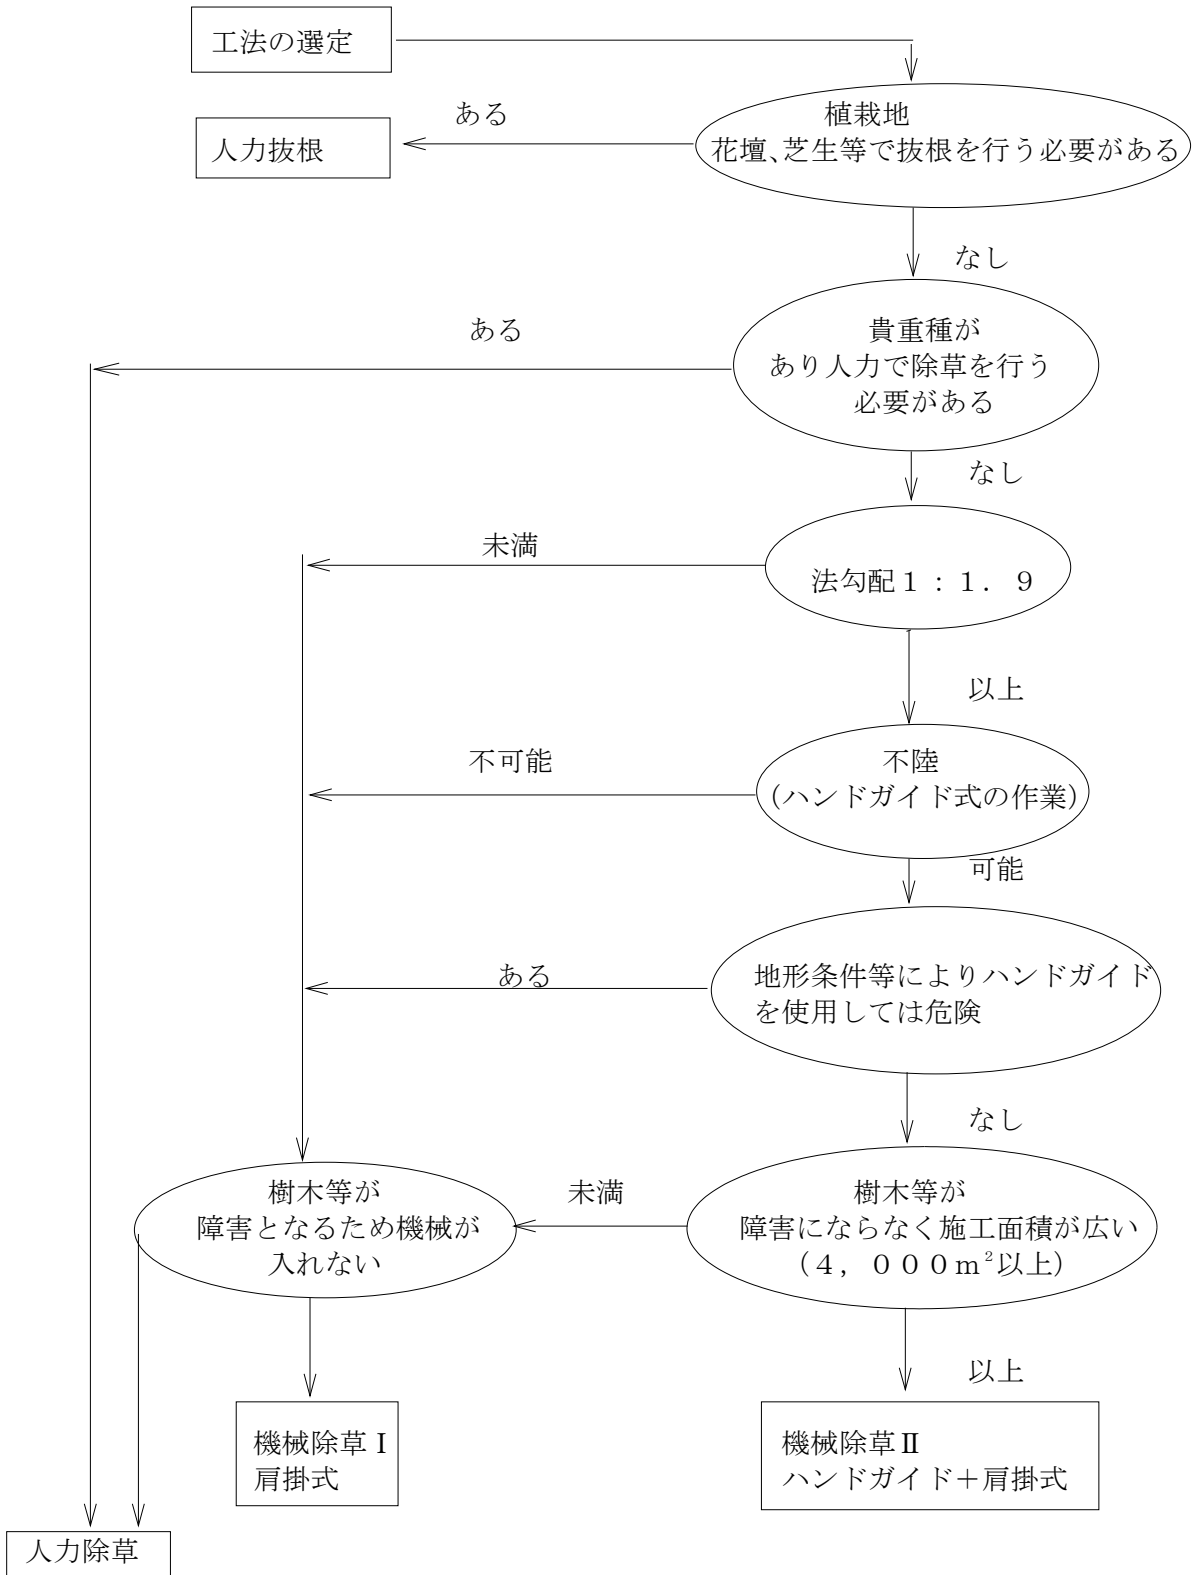 工法の選定
植栽地
花壇、芝生等で抜根を行う必要がある
ある
人力抜根
なし
貴重種が
あり人力で除草を行う
必要がある
ある
なし
法勾配１：１．９
未満
以上
不陸
（ハンドガイド式の作業）
不可能
可能
地形条件等によりハンドガイド
を使用しては危険
ある
なし
樹木等が
障害にならなく施工面積が広い
（４，０００ｍ²以上）
未満
樹木等が
障害となるため機械が
入れない
以上
機械除草Ⅰ
肩掛式
機械除草Ⅱ
ハンドガイド＋肩掛式
人力除草